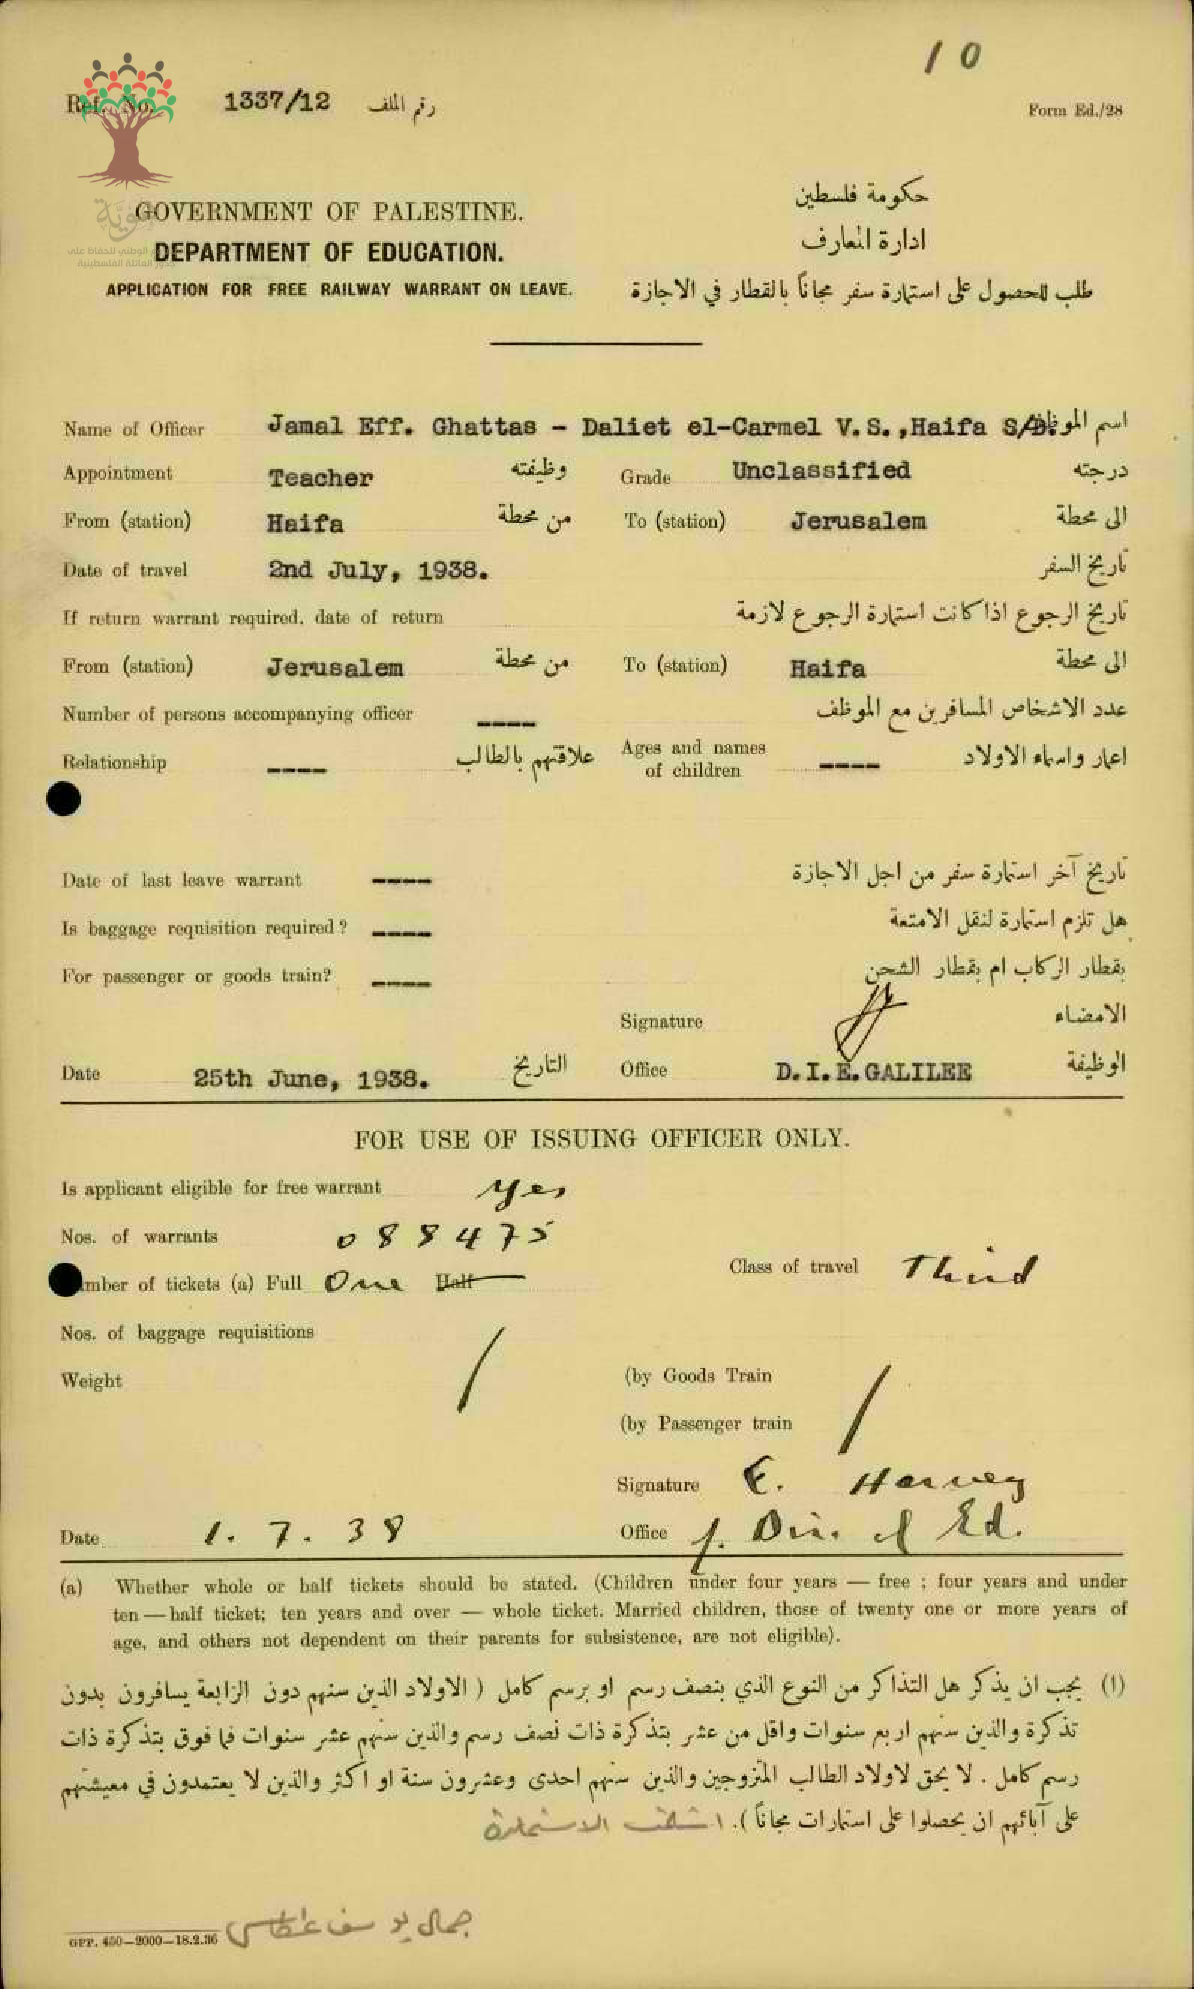 10
Ref. No. 1337/12 رقم الملف
Form Ed./28
هوية
GOVERNMENT OF PALESTINE.
حكومة فلسطين
DEPARTMENT OF EDUCATION.
ادارة المعارف
APPLICATION FOR FREE RAILWAY WARRANT ON LEAVE.
طلب للحصول على استمارة سفر مجاناً بالقطار في الاجازة
Name of Officer Jamal Eff. Ghattas - Daliet el-Carmel V.S.,Haifa S/D. اسم الموظف
Appointment Teacher وظيفته Grade Unclassified درجته
From (station) Haifa من محطة To (station) Jerusalem الى محطة
Date of travel 2nd July, 1938. تاريخ السفر
If return warrant required, date of return تاريخ الرجوع اذا كانت استمارة الرجوع لازمة
From (station) Jerusalem من محطة To (station) Haifa الى محطة
Number of persons accompanying officer ---- عدد الاشخاص المسافرين مع الموظف
Relationship ---- علاقتهم بالطالب Ages and names of children ---- اعمار واسماء الاولاد
Date of last leave warrant ---- تاريخ آخر استمارة سفر من اجل الاجازة
Is baggage requisition required? ---- هل تلزم استمارة لنقل الامتعة
For passenger or goods train? ---- بقطار الركاب ام بقطار الشحن
Signature الامضاء
Date 25th June, 1938. التاريخ Office D.I.E.GALILEE الوظيفة
FOR USE OF ISSUING OFFICER ONLY.
Is applicant eligible for free warrant yes
Nos. of warrants 088475
Number of tickets (a) Full One Half
Class of travel Third
Nos. of baggage requisitions
Weight
(by Goods Train
(by Passenger train
Signature E. Harvey
Date 1.7.38 Office f. Dir. of Ed.
(a) Whether whole or half tickets should be stated. (Children under four years — free ; four years and under
ten — half ticket; ten years and over — whole ticket. Married children, those of twenty one or more years of
age, and others not dependent on their parents for subsistence, are not eligible).
(١) يجب ان يذكر هل التذاكر من النوع الذي بنصف رسم او برسم كامل ( الاولاد الذين سنهم دون الرابعة يسافرون بدون
تذكرة والذين سنهم اربع سنوات واقل من عشر بتذكرة ذات نصف رسم والذين سنهم عشر سنوات فما فوق بتذكرة ذات
رسم كامل . لا يحق لاولاد الطالب المتزوجين والذين سنهم احدى وعشرون سنة او اكثر والذين لا يعتمدون في معيشتهم
على آبائهم ان يحصلوا على استمارات مجاناً ). استلمت الاستمارة
جمال يوسف غطاس
GPP. 450—2000—18.2.36